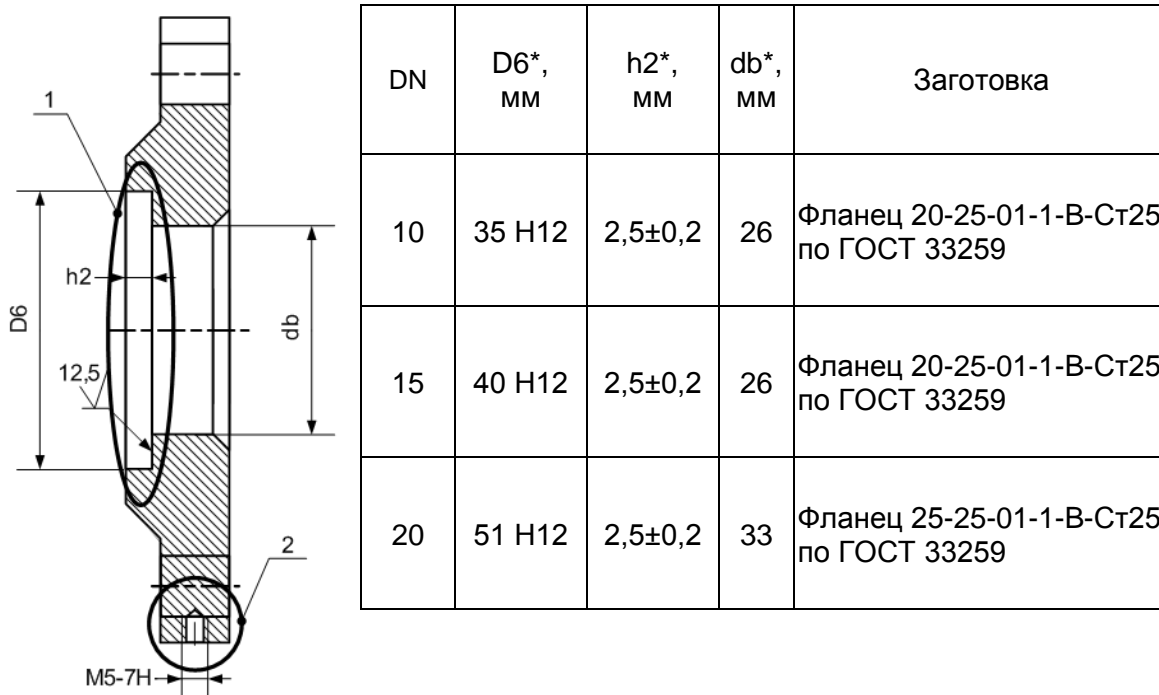 1
h2
D6
db
12,5
2
M5-7H
DN
D6*,
мм
h2*,
мм
db*,
мм
Заготовка
10
35 H12
2,5±0,2
26
Фланец 20-25-01-1-В-Ст25
по ГОСТ 33259
15
40 H12
2,5±0,2
26
Фланец 20-25-01-1-В-Ст25
по ГОСТ 33259
20
51 H12
2,5±0,2
33
Фланец 25-25-01-1-В-Ст25
по ГОСТ 33259